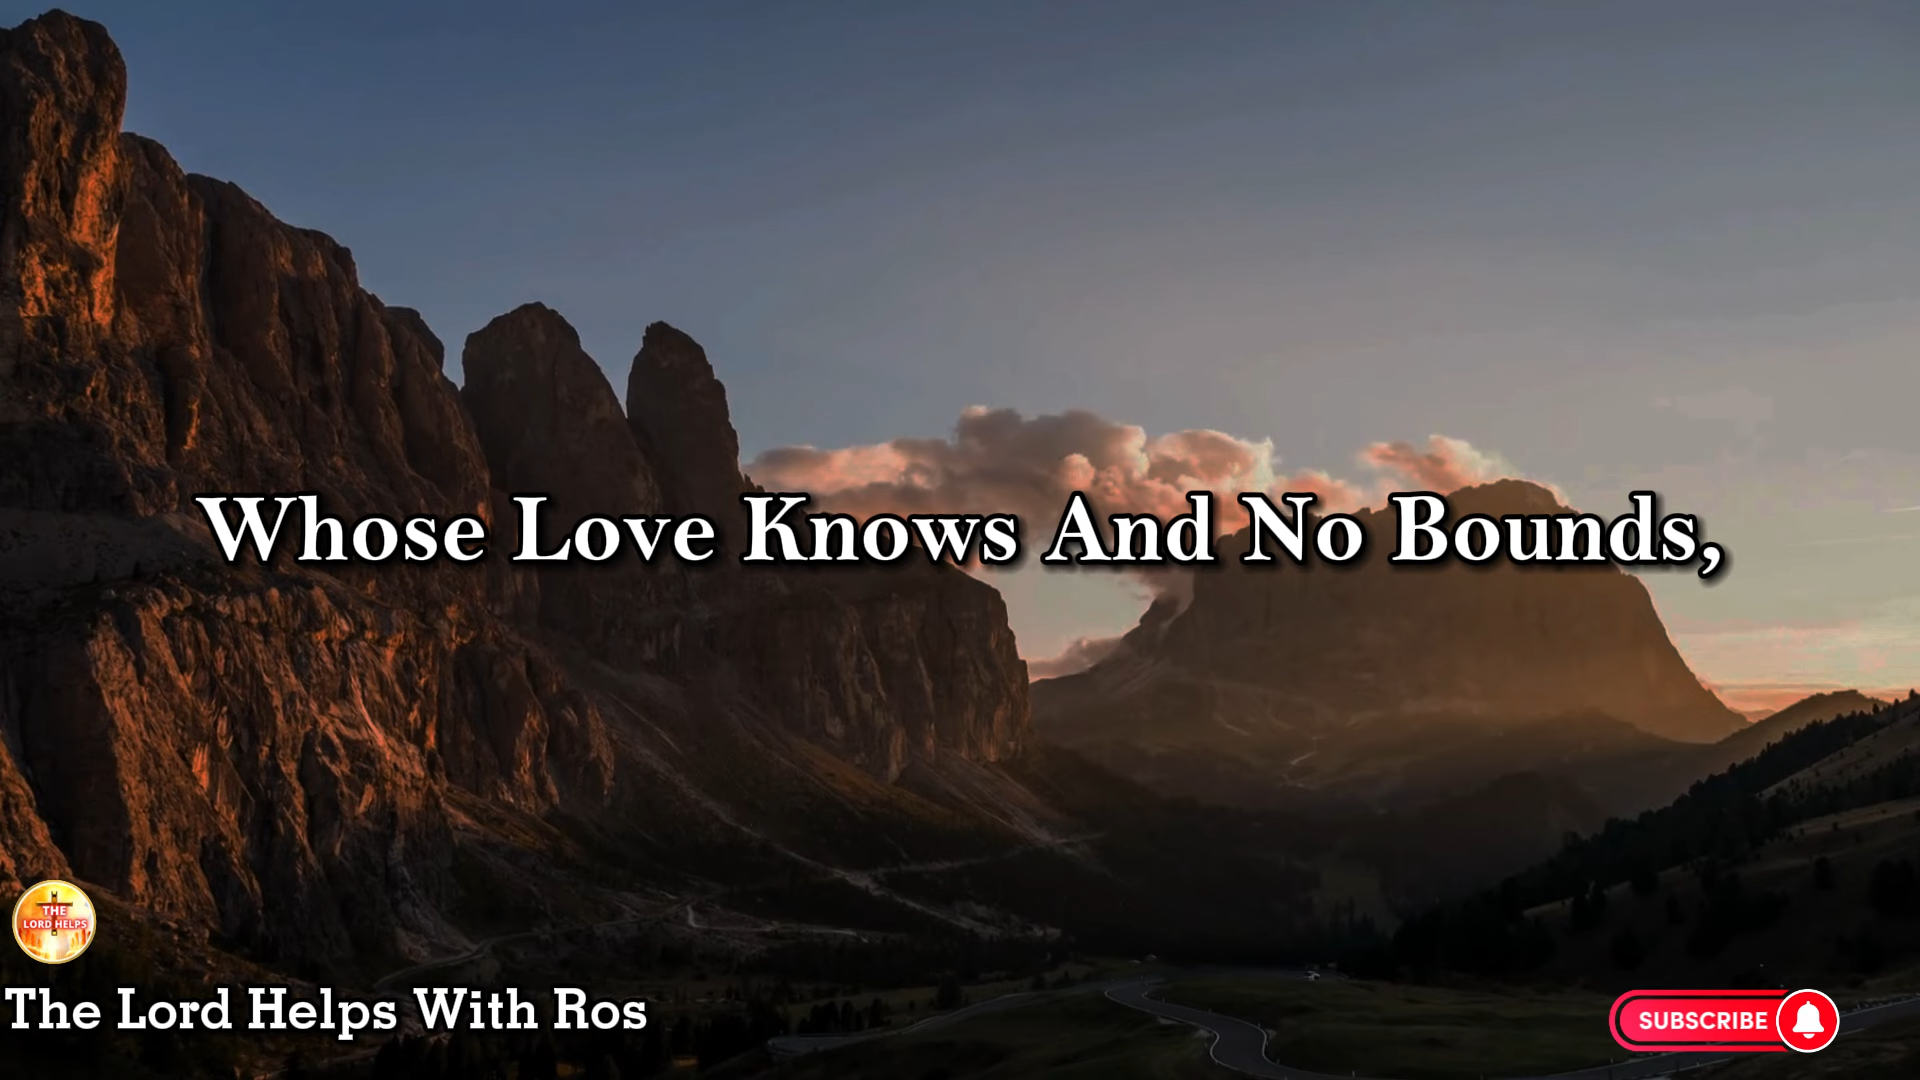 Whose Love Knows And No Bounds,
THE
LORD HELPS
The Lord Helps With Ros
SUBSCRIBE